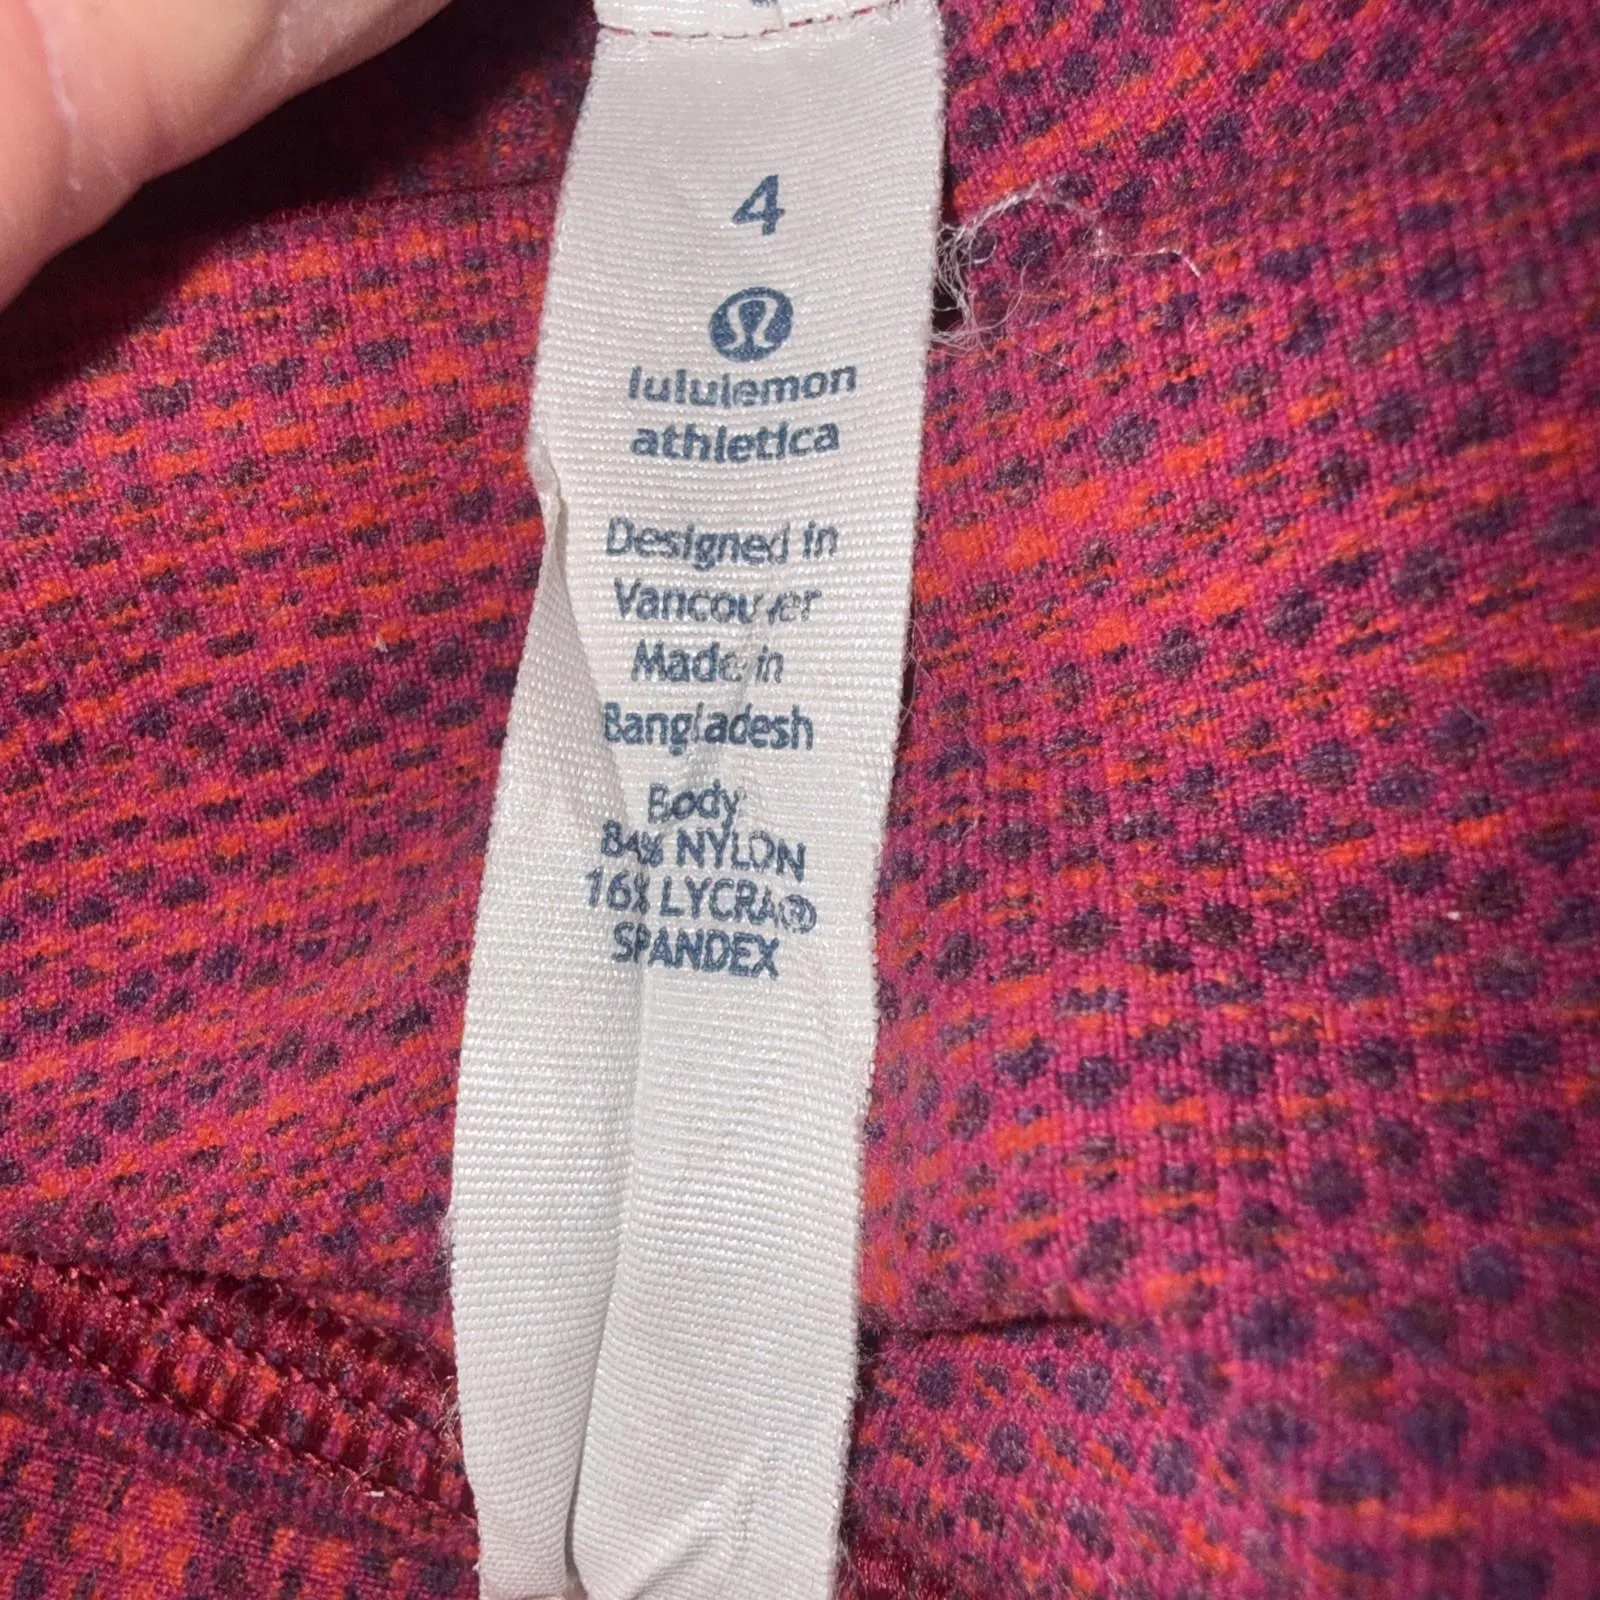 4
lululemon
athletica
Designed in
Vancouver
Made in
Bangladesh
Body
84% NYLON
16% LYCRA®
SPANDEX